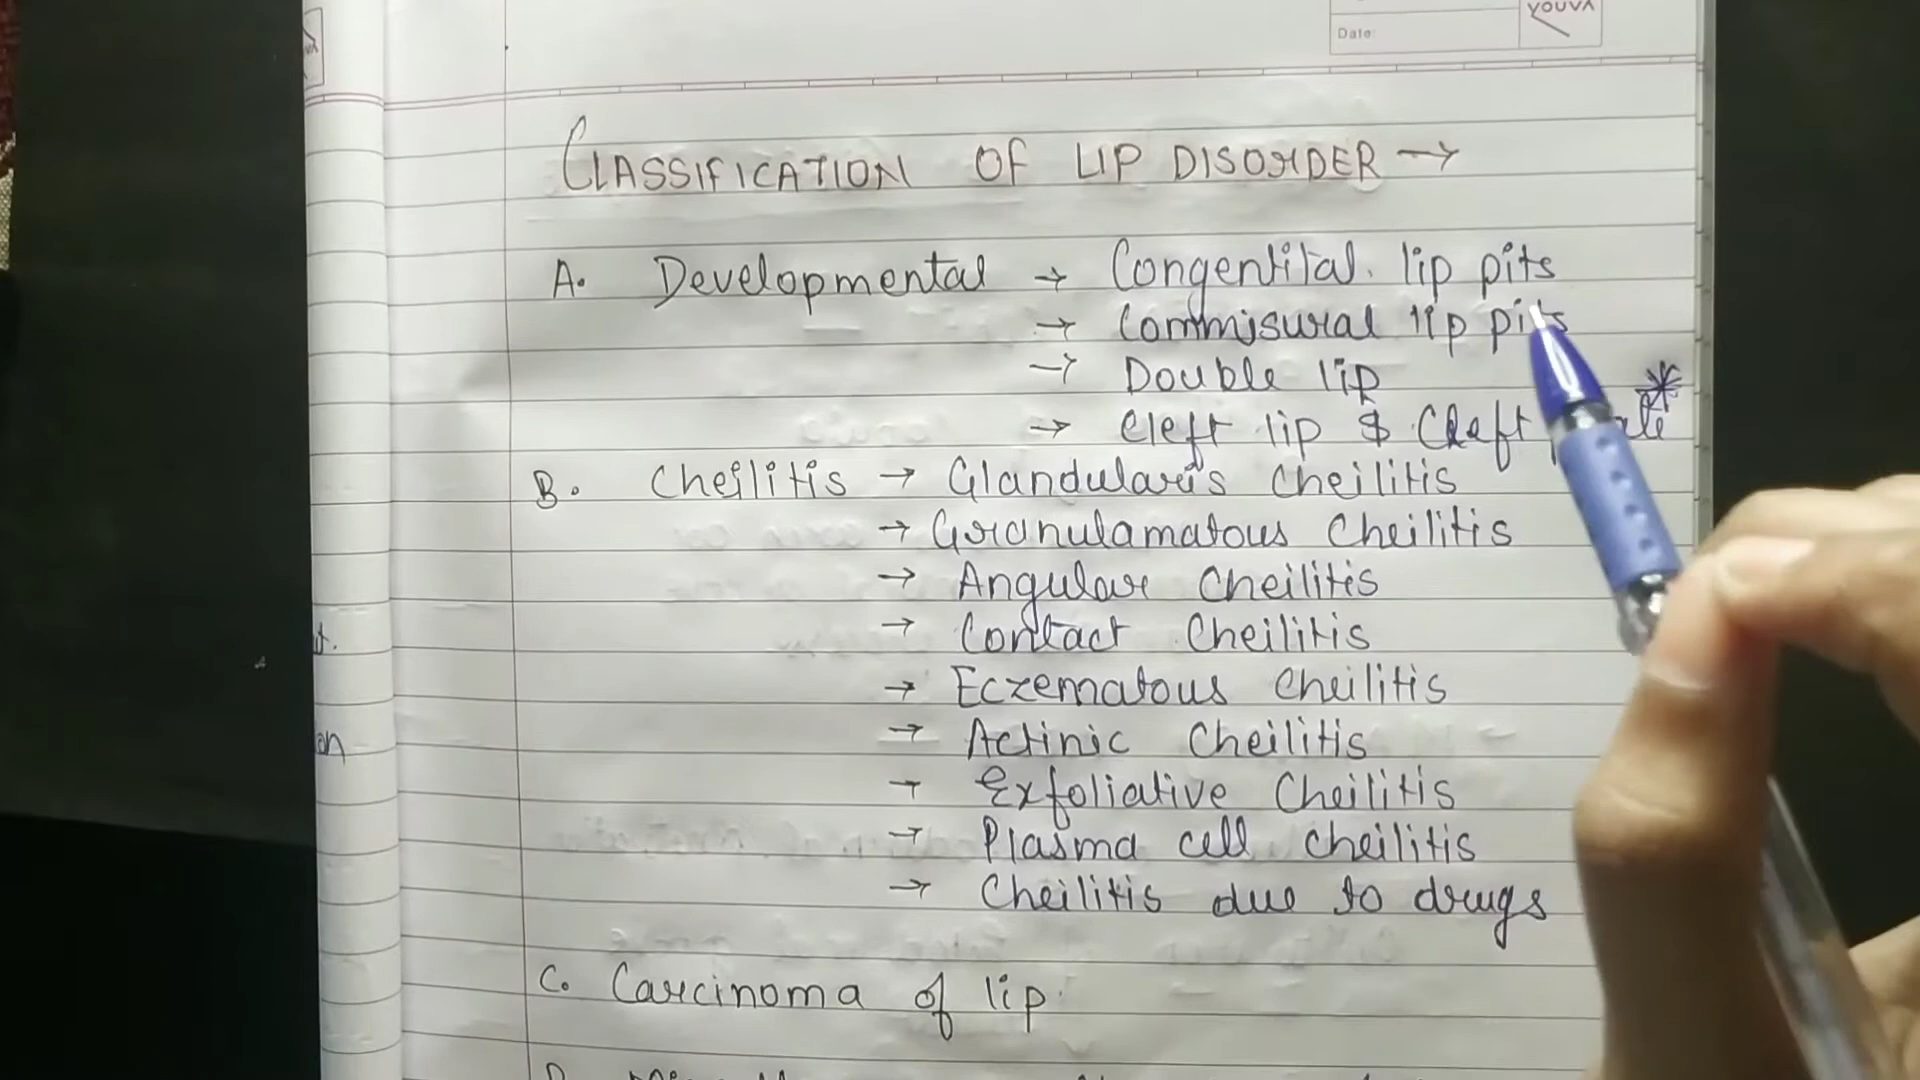 YOUVA
Date:
CLASSIFICATION OF LIP DISORDER →
A. Developmental → Congenital lip pits
→ Commisural lip pits
→ Double lip
→ Cleft lip & Cleft
B. Cheilitis → Glandularis Cheilitis
→ Granulamatous Cheilitis
→ Angular Cheilitis
→ Contact Cheilitis
→ Eczematous Cheilitis
→ Actinic Cheilitis
→ Exfoliative Cheilitis
→ Plasma cell cheilitis
→ Cheilitis due to drugs
C. Carcinoma of lip